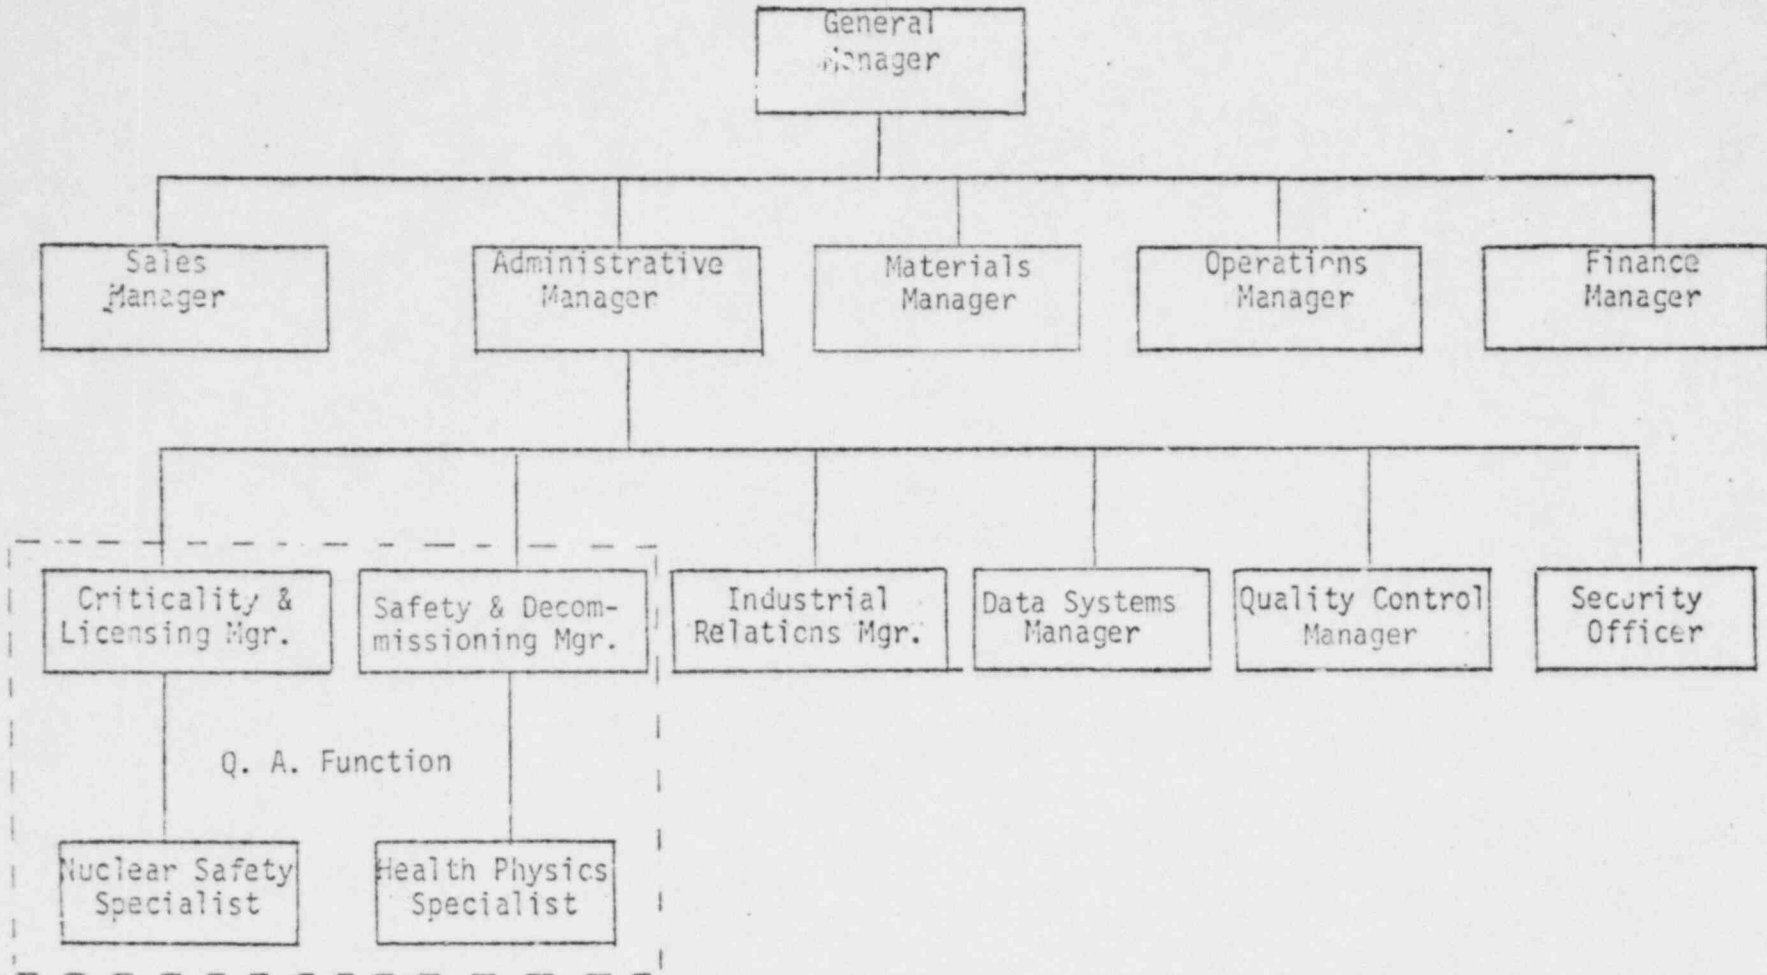 General
Manager
Sales
Manager
Administrative
Manager
Materials
Manager
Operations
Manager
Finance
Manager
Criticality &
Licensing Mgr.
Safety & Decom-
missioning Mgr.
Industrial
Relations Mgr.
Data Systems
Manager
Quality Control
Manager
Security
Officer
Q. A. Function
Nuclear Safety
Specialist
Health Physics
Specialist